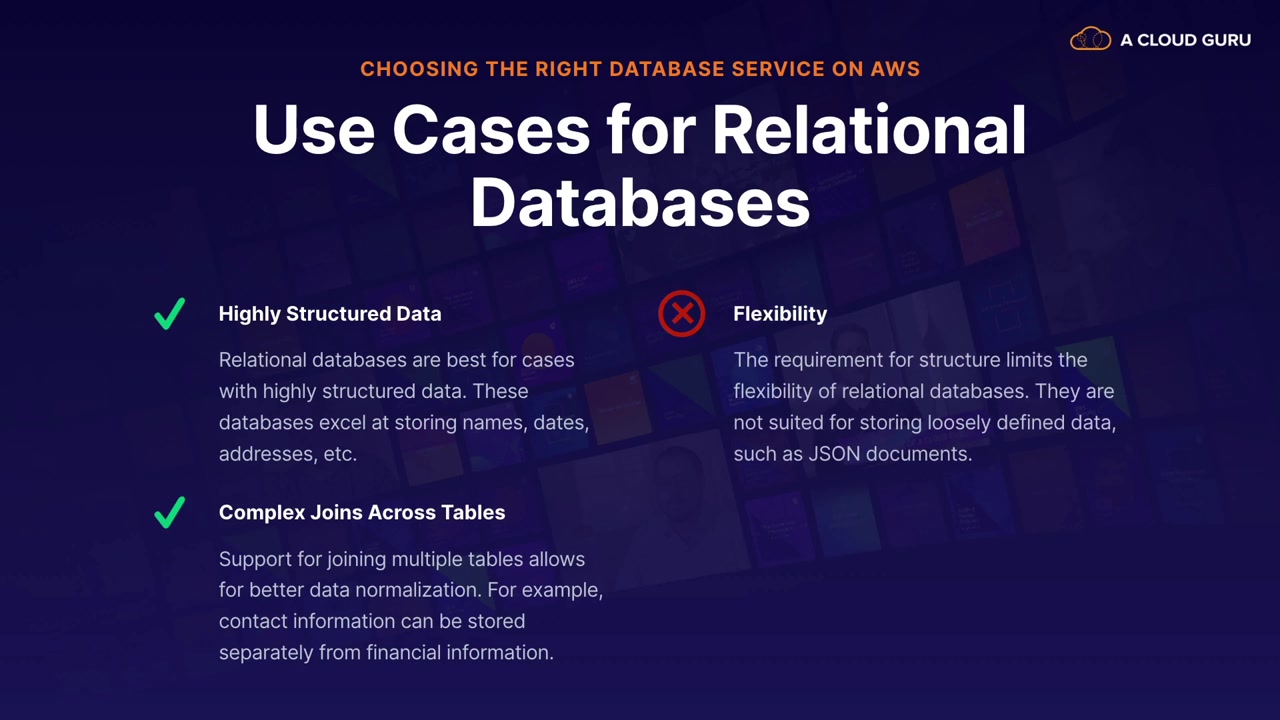 A CLOUD GURU
CHOOSING THE RIGHT DATABASE SERVICE ON AWS
Use Cases for Relational
Databases
Highly Structured Data
Relational databases are best for cases
with highly structured data. These
databases excel at storing names, dates,
addresses, etc.
Complex Joins Across Tables
Support for joining multiple tables allows
for better data normalization. For example,
contact information can be stored
separately from financial information.
Flexibility
The requirement for structure limits the
flexibility of relational databases. They are
not suited for storing loosely defined data,
such as JSON documents.